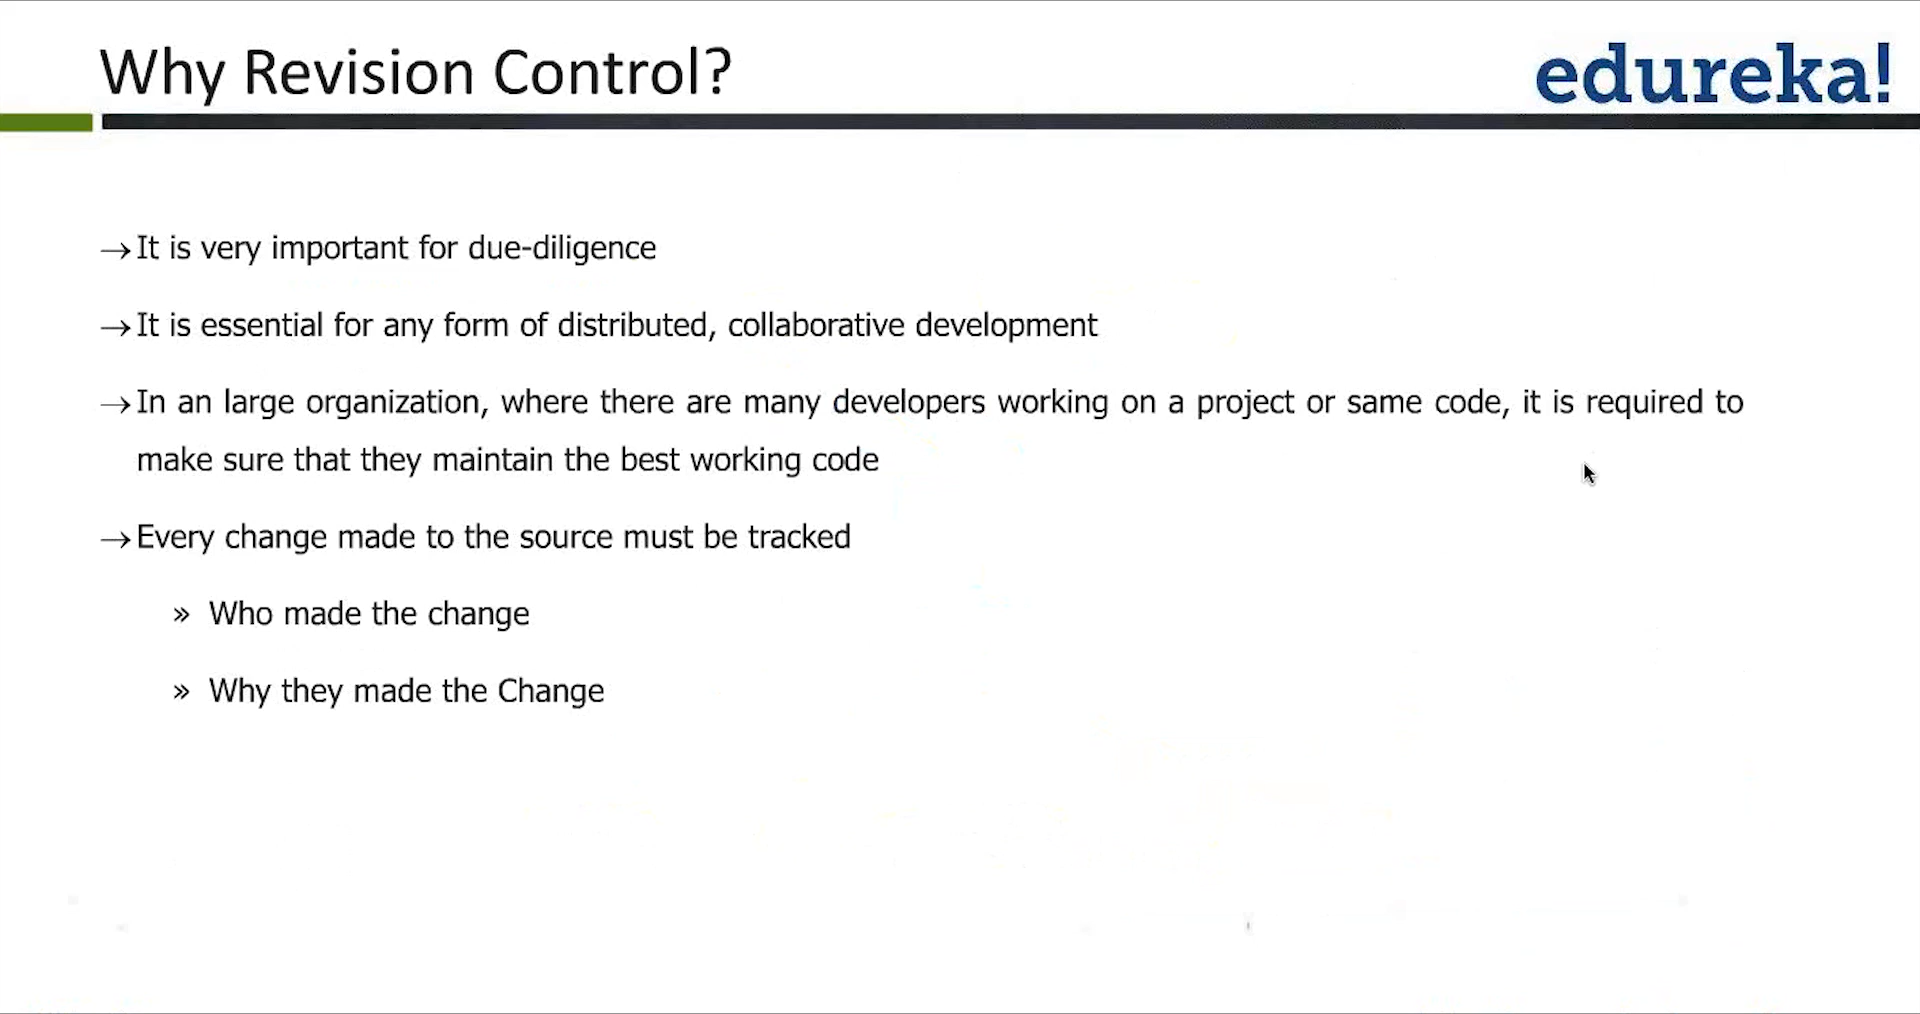 Why Revision Control?
edureka!
→It is very important for due-diligence
→It is essential for any form of distributed, collaborative development
→In an large organization, where there are many developers working on a project or same code, it is required to
make sure that they maintain the best working code
→Every change made to the source must be tracked
» Who made the change
» Why they made the Change